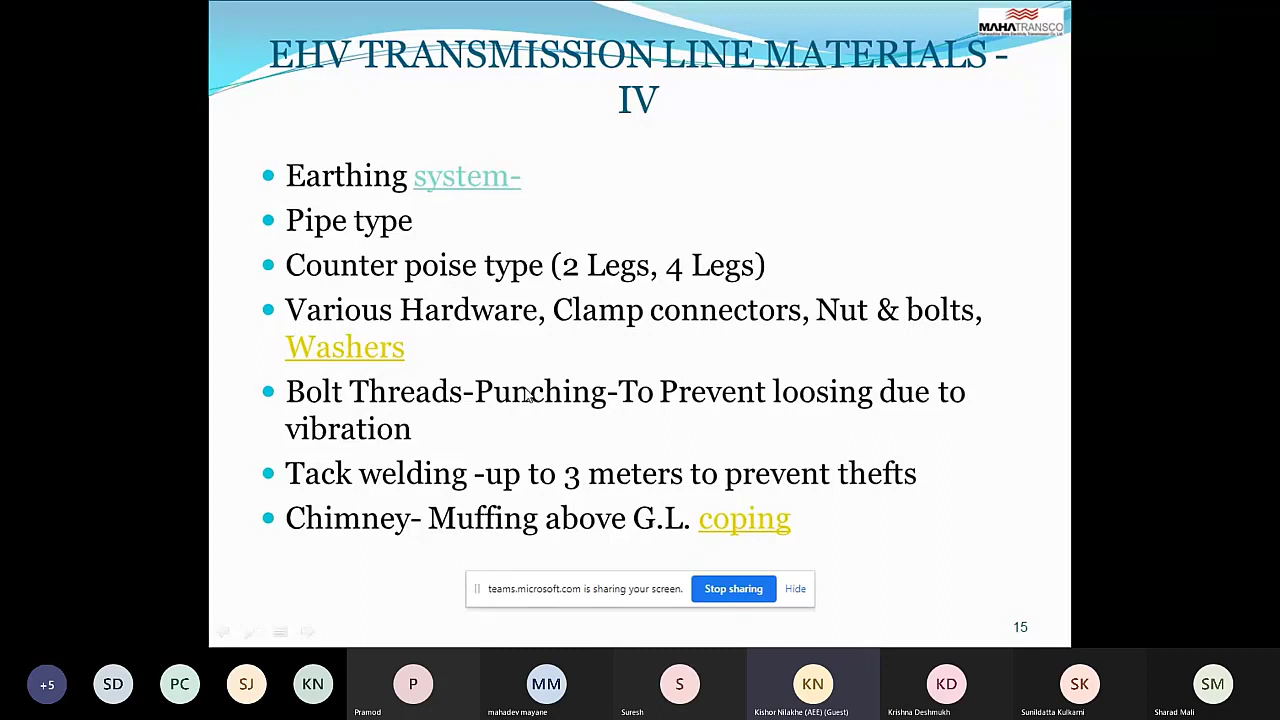 MAHATRANSCO
EHV TRANSMISSION LINE MATERIALS -
IV
Earthing system-
Pipe type
Counter poise type (2 Legs, 4 Legs)
Various Hardware, Clamp connectors, Nut & bolts,
Washers
Bolt Threads-Punching-To Prevent loosing due to
vibration
Tack welding -up to 3 meters to prevent thefts
Chimney- Muffing above G.L. coping
teams.microsoft.com is sharing your screen. Stop sharing Hide
15
+5 SD PC SJ KN P MM S KN KD SK SM
Pramod mahadev mayane Suresh Kishor Nilakhe (AEE) (Guest) Krishna Deshmukh Sunildatta Kulkarni Sharad Mali